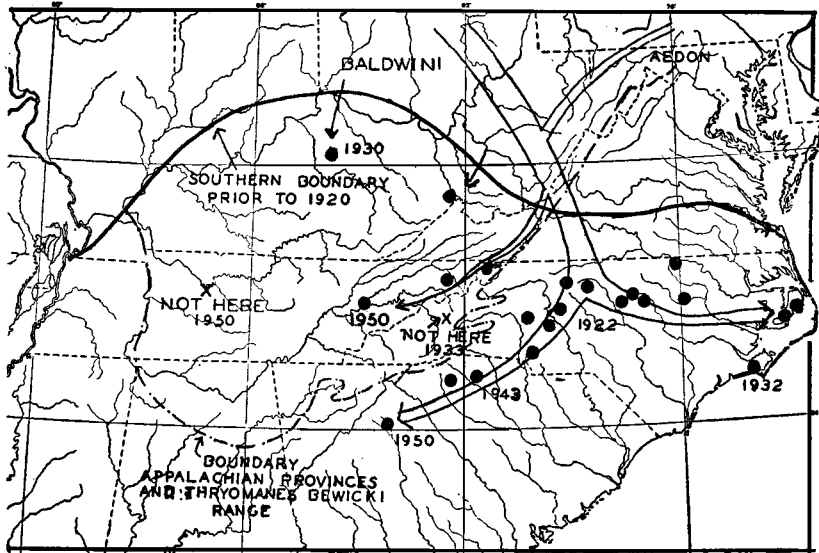 BALDWINI
AEDON
1930
SOUTHERN BOUNDARY
PRIOR TO 1920
NOT HERE
1950
1950
NOT HERE
1933
1922
1943
1932
1950
BOUNDARY
APPALACHIAN PROVINCES
AND THRYOMANES BEWICKI
RANGE